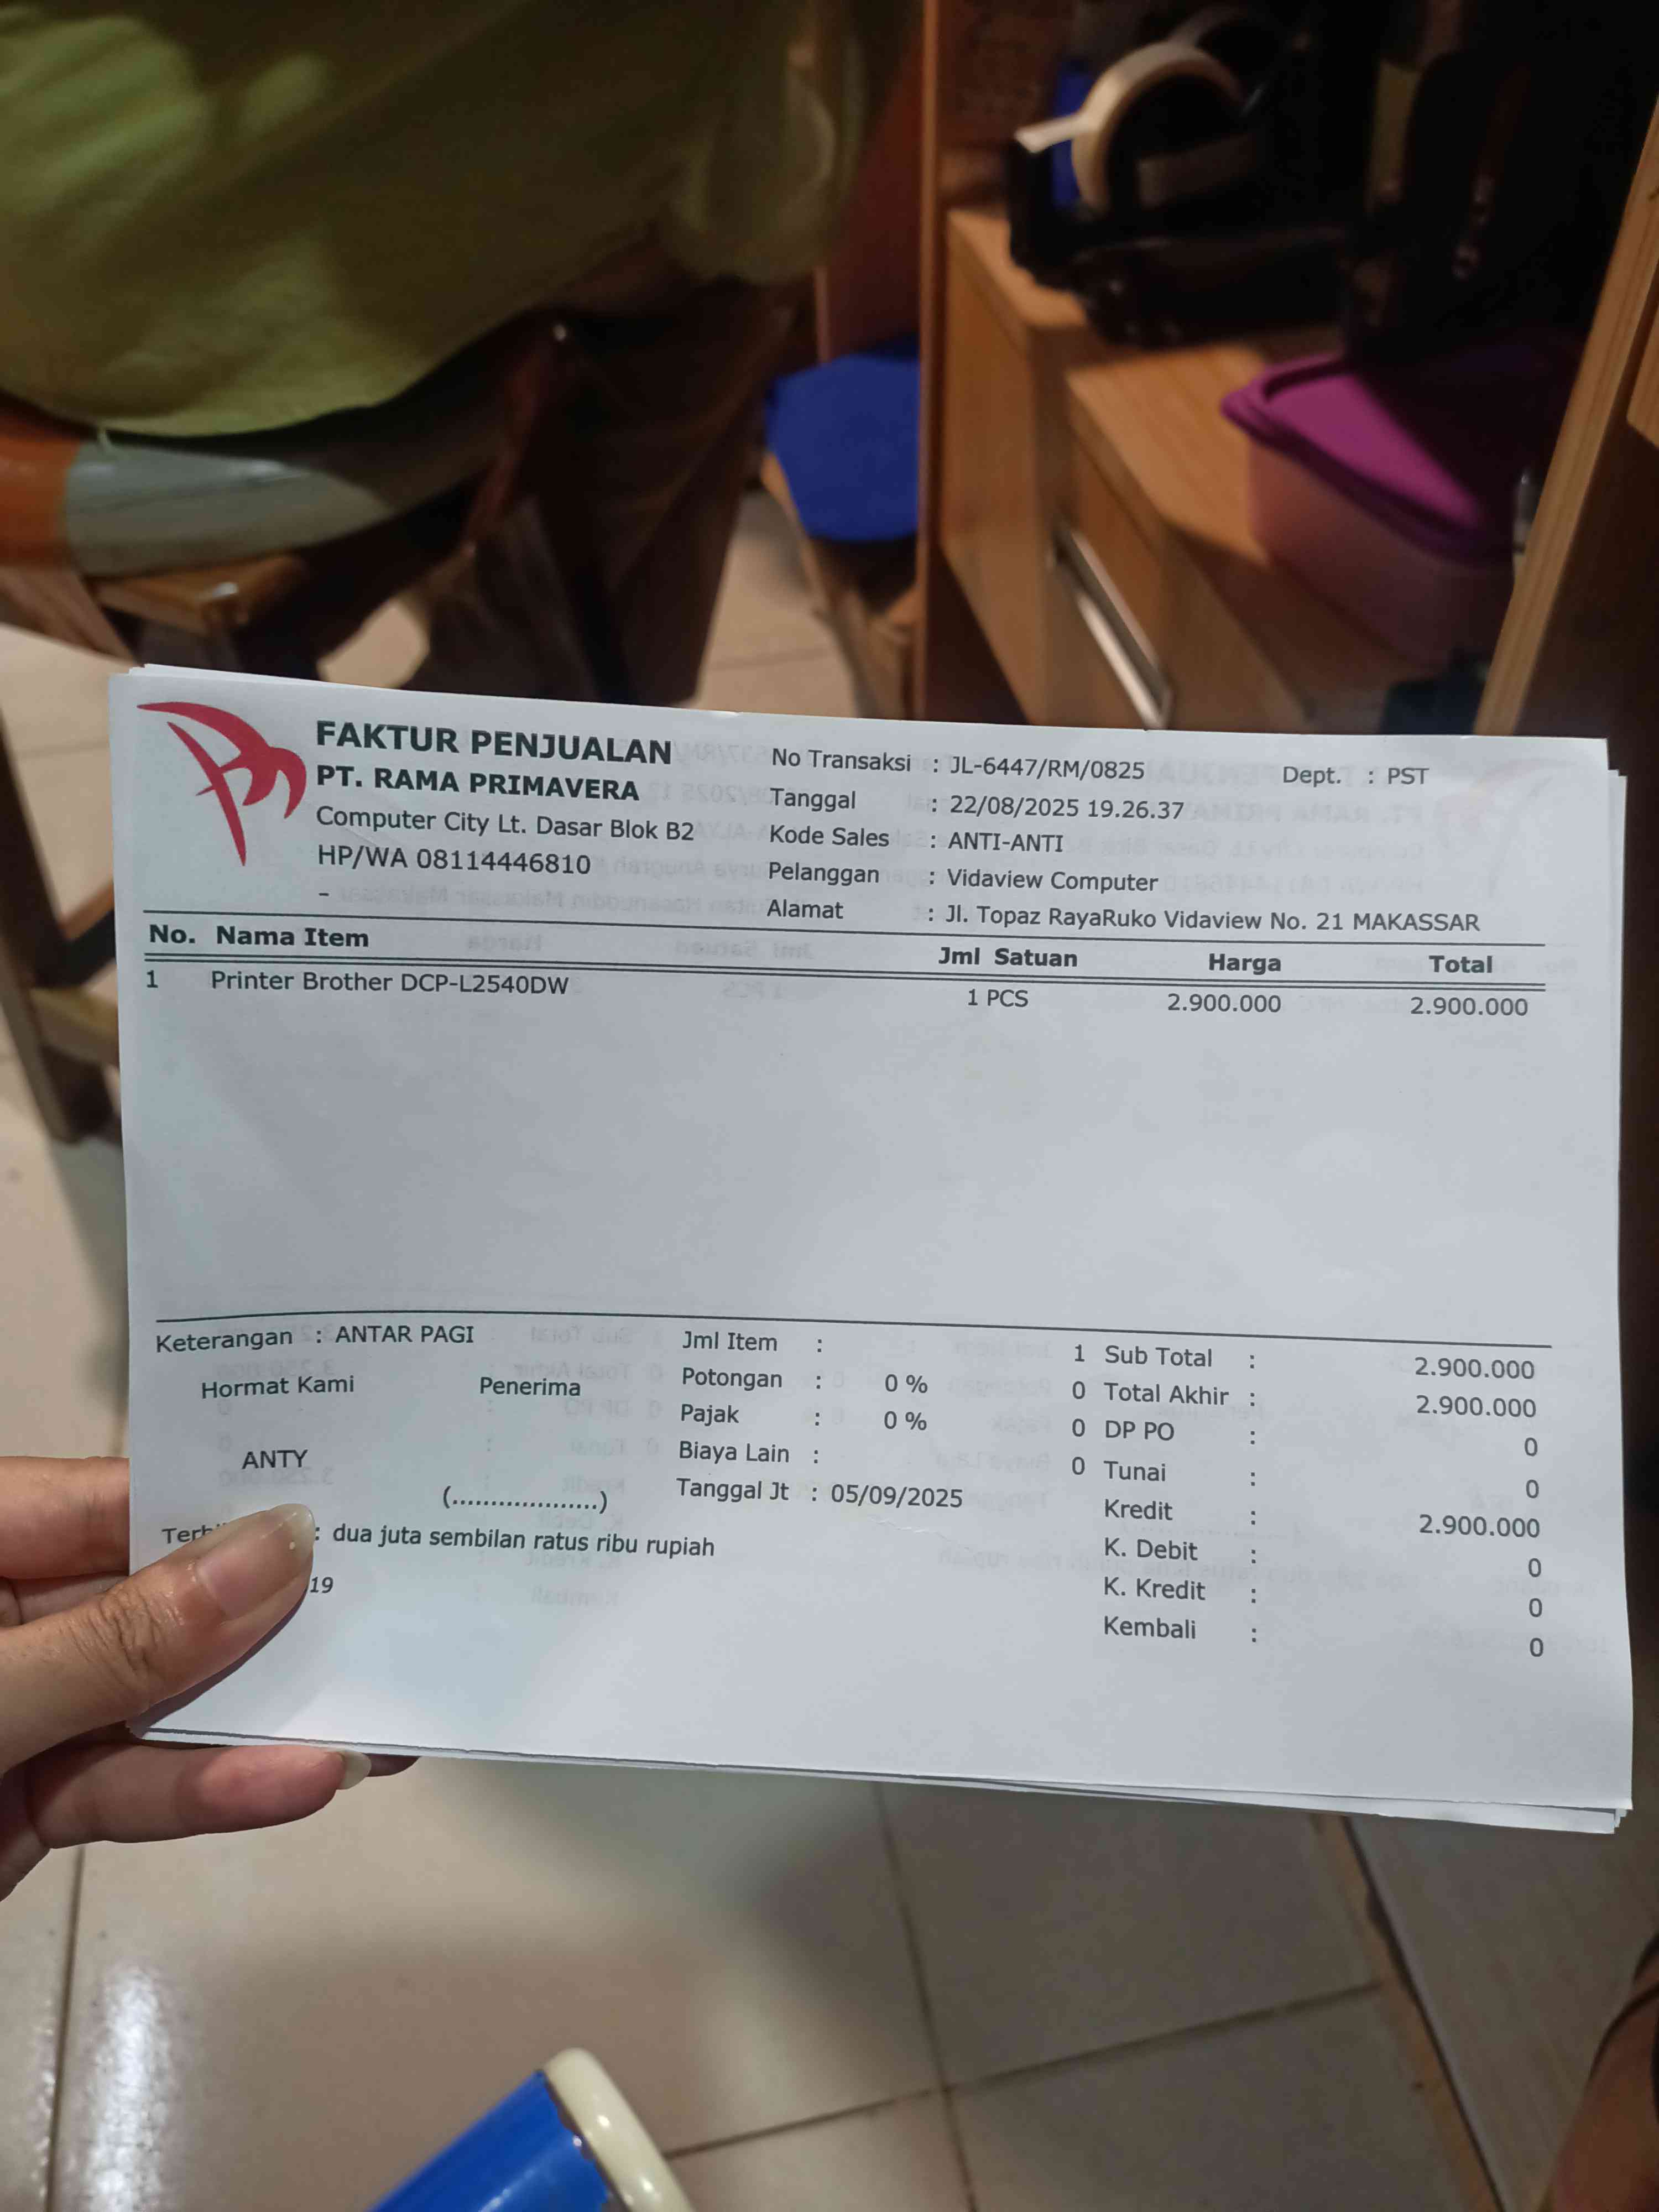 FAKTUR PENJUALAN
PT. RAMA PRIMAVERA
Computer City Lt. Dasar Blok B2
HP/WA 08114446810
-
No Transaksi : JL-6447/RM/0825 Dept. : PST
Tanggal : 22/08/2025 19.26.37
Kode Sales : ANTI-ANTI
Pelanggan : Vidaview Computer
Alamat : Jl. Topaz RayaRuko Vidaview No. 21 MAKASSAR
No. Nama Item Jml Satuan Harga Total
1 Printer Brother DCP-L2540DW 1 PCS 2.900.000 2.900.000
Keterangan : ANTAR PAGI
Hormat Kami Penerima
ANTY
(...................)
: dua juta sembilan ratus ribu rupiah
19
Jml Item : 1
Potongan : 0 % 0
Pajak : 0 % 0
Biaya Lain : 0
Tanggal Jt : 05/09/2025
Sub Total : 2.900.000
Total Akhir : 2.900.000
DP PO : 0
Tunai : 0
Kredit : 2.900.000
K. Debit : 0
K. Kredit : 0
Kembali : 0